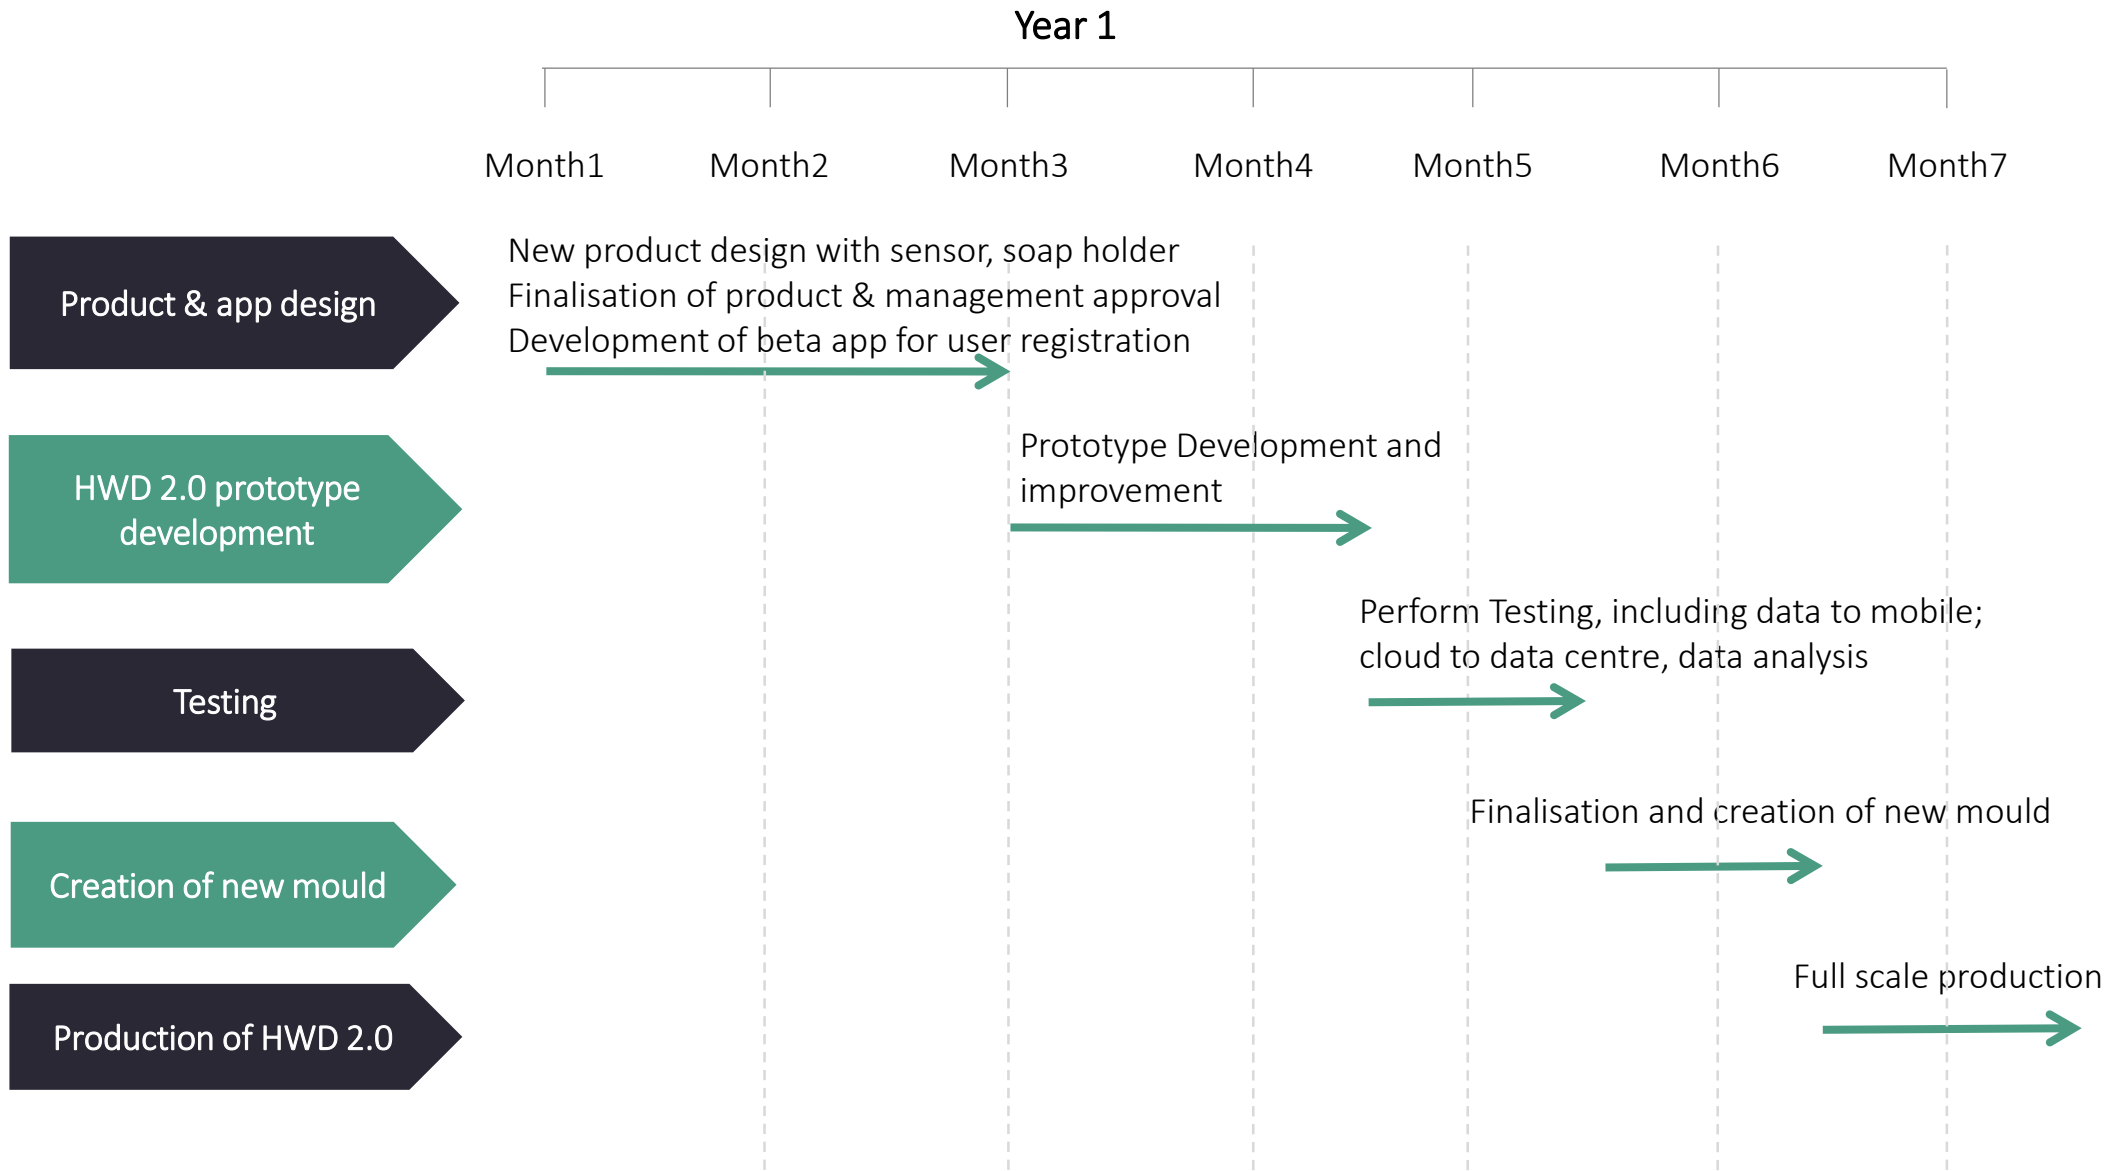 Year 1
Month1 Month2 Month3 Month4 Month5 Month6 Month7
Product & app design
New product design with sensor, soap holder
Finalisation of product & management approval
Development of beta app for user registration
HWD 2.0 prototype
development
Prototype Development and
improvement
Testing
Perform Testing, including data to mobile;
cloud to data centre, data analysis
Creation of new mould
Finalisation and creation of new mould
Production of HWD 2.0
Full scale production